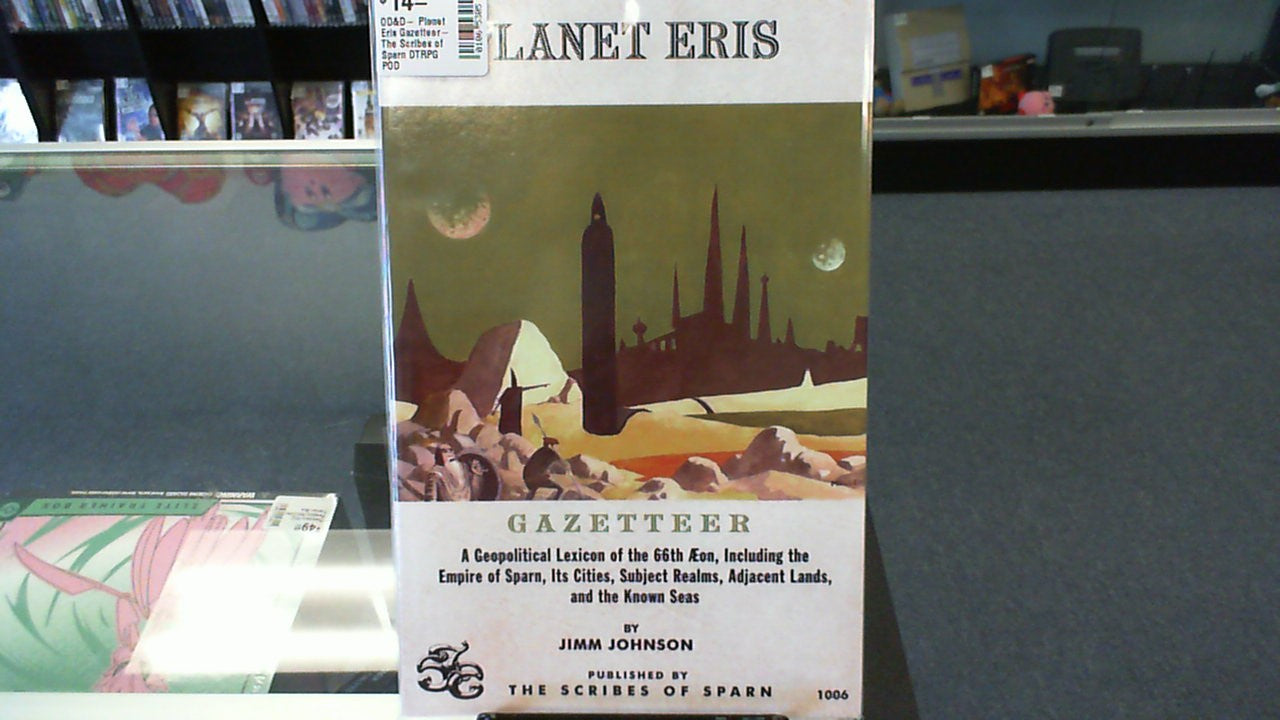 $14—
OD&D - Planet
Eris Gazetteer -
The Scribes of
Sparn DTRPG
POD
LANET ERIS
GAZETTEER
A Geopolitical Lexicon of the 66th Æon, Including the
Empire of Sparn, Its Cities, Subject Realms, Adjacent Lands,
and the Known Seas
BY
JIMM JOHNSON
PUBLISHED BY
THE SCRIBES OF SPARN
1006
ELITE TRAINER BOX
WARNING: